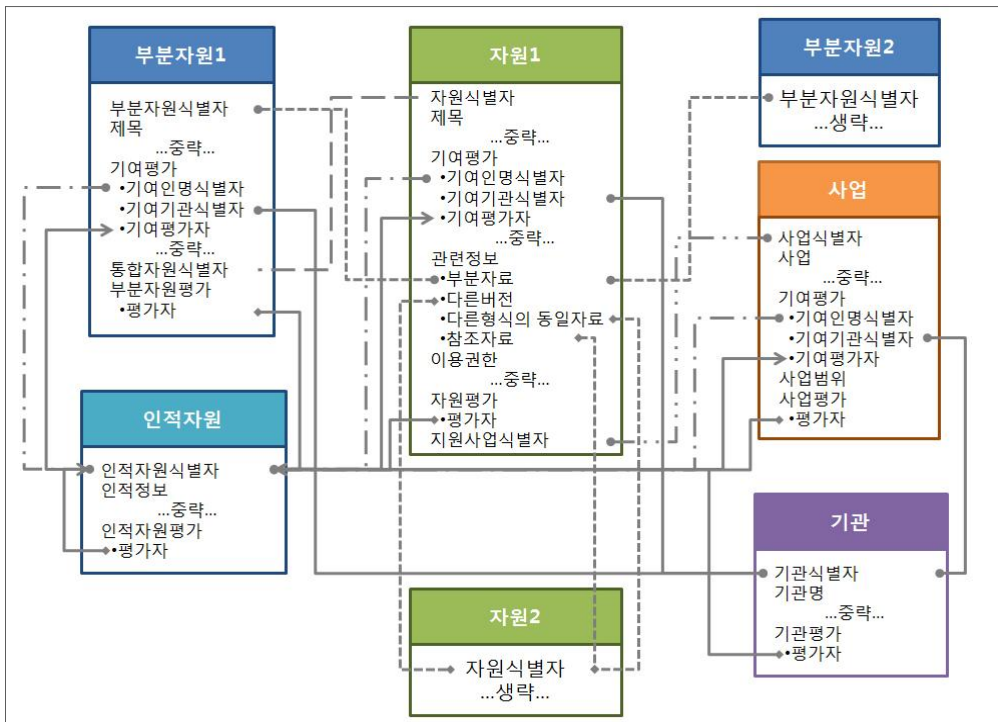 부분자원1
부분자원식별자
제목
...중략...
기여평가
•기여인명식별자
•기여기관식별자
•기여평가자
...중략...
통합자원식별자
부분자원평가
•평가자
자원1
자원식별자
제목
...중략...
기여평가
•기여인명식별자
•기여기관식별자
•기여평가자
...중략...
관련정보
•부분자료
•다른버전
•다른형식의 동일자료
•참조자료
이용권한
...중략...
자원평가
•평가자
지원사업식별자
부분자원2
부분자원식별자
...생략...
사업
사업식별자
사업
...중략...
기여평가
•기여인명식별자
•기여기관식별자
•기여평가자
사업범위
사업평가
•평가자
인적자원
인적자원식별자
인적정보
...중략...
인적자원평가
•평가자
기관
기관식별자
기관명
...중략...
기관평가
•평가자
자원2
자원식별자
...생략...